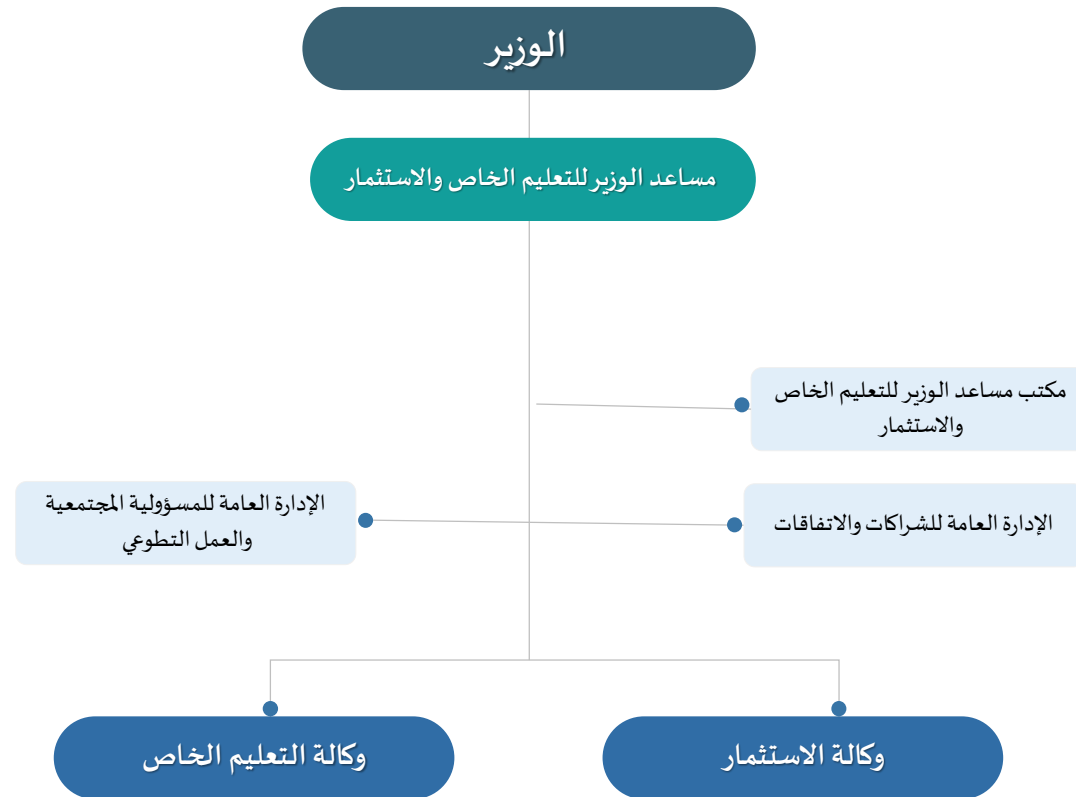 الوزير
مساعد الوزير للتعليم الخاص والاستثمار
مكتب مساعد الوزير للتعليم الخاص
والاستثمار
الإدارة العامة للشراكات والاتفاقات
الإدارة العامة للمسؤولية المجتمعية
والعمل التطوعي
وكالة الاستثمار
وكالة التعليم الخاص